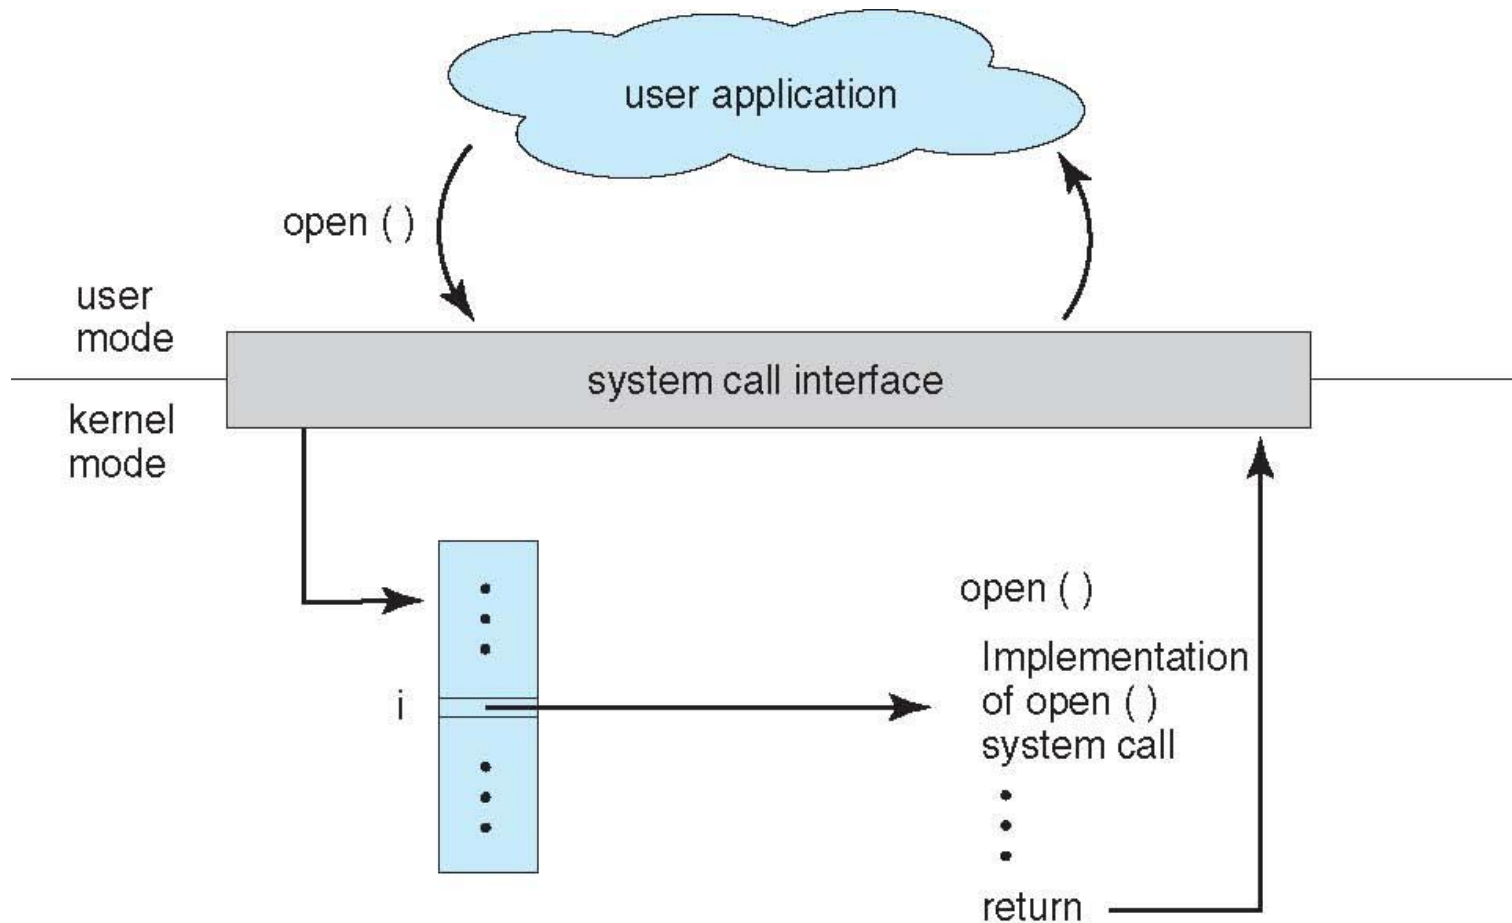 user application
open ( )
user
mode
system call interface
kernel
mode
open ( )
Implementation
of open ( )
system call
i
return